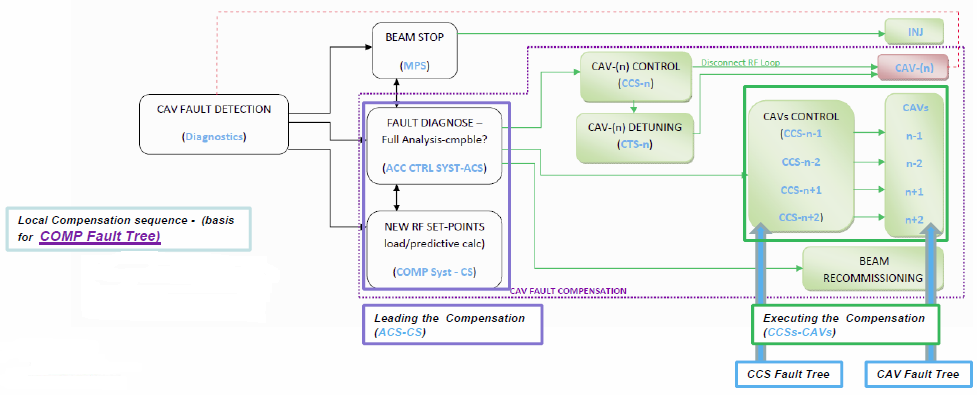 BEAM STOP
(MPS)
INJ
CAV-(n) CONTROL
(CCS-n)
Disconnect RF Loop
CAV-(n)
CAV FAULT DETECTION
(Diagnostics)
FAULT DIAGNOSE –
Full Analysis-cmpble?
(ACC CTRL SYST-ACS)
CAV-(n) DETUNING
(CTS-n)
CAVs CONTROL
(CCS-n-1
CCS-n-2
CCS-n+1
CCS-n+2)
CAVs
n-1
n-2
n+1
n+2
Local Compensation sequence - (basis
for COMP Fault Tree)
NEW RF SET-POINTS
load/predictive calc)
(COMP Syst - CS)
BEAM
RECOMMISSIONING
CAV FAULT COMPENSATION
Leading the Compensation
(ACS-CS)
Executing the Compensation
(CCSs-CAVs)
CCS Fault Tree
CAV Fault Tree